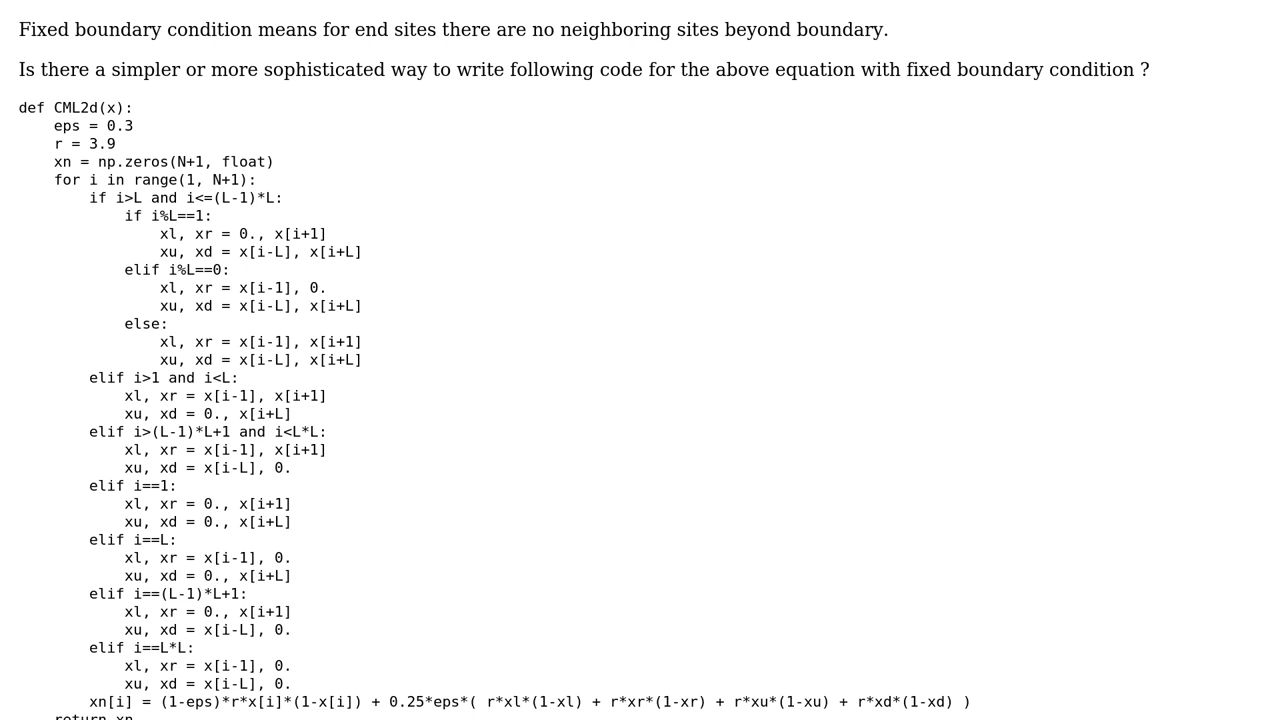 Fixed boundary condition means for end sites there are no neighboring sites beyond boundary.
Is there a simpler or more sophisticated way to write following code for the above equation with fixed boundary condition ?
def CML2d(x):
    eps = 0.3
    r = 3.9
    xn = np.zeros(N+1, float)
    for i in range(1, N+1):
        if i>L and i<=(L-1)*L:
            if i%L==1:
                xl, xr = 0., x[i+1]
                xu, xd = x[i-L], x[i+L]
            elif i%L==0:
                xl, xr = x[i-1], 0.
                xu, xd = x[i-L], x[i+L]
            else:
                xl, xr = x[i-1], x[i+1]
                xu, xd = x[i-L], x[i+L]
        elif i>1 and i<L:
            xl, xr = x[i-1], x[i+1]
            xu, xd = 0., x[i+L]
        elif i>(L-1)*L+1 and i<L*L:
            xl, xr = x[i-1], x[i+1]
            xu, xd = x[i-L], 0.
        elif i==1:
            xl, xr = 0., x[i+1]
            xu, xd = 0., x[i+L]
        elif i==L:
            xl, xr = x[i-1], 0.
            xu, xd = 0., x[i+L]
        elif i==(L-1)*L+1:
            xl, xr = 0., x[i+1]
            xu, xd = x[i-L], 0.
        elif i==L*L:
            xl, xr = x[i-1], 0.
            xu, xd = x[i-L], 0.
        xn[i] = (1-eps)*r*x[i]*(1-x[i]) + 0.25*eps*( r*xl*(1-xl) + r*xr*(1-xr) + r*xu*(1-xu) + r*xd*(1-xd) )
    return xn